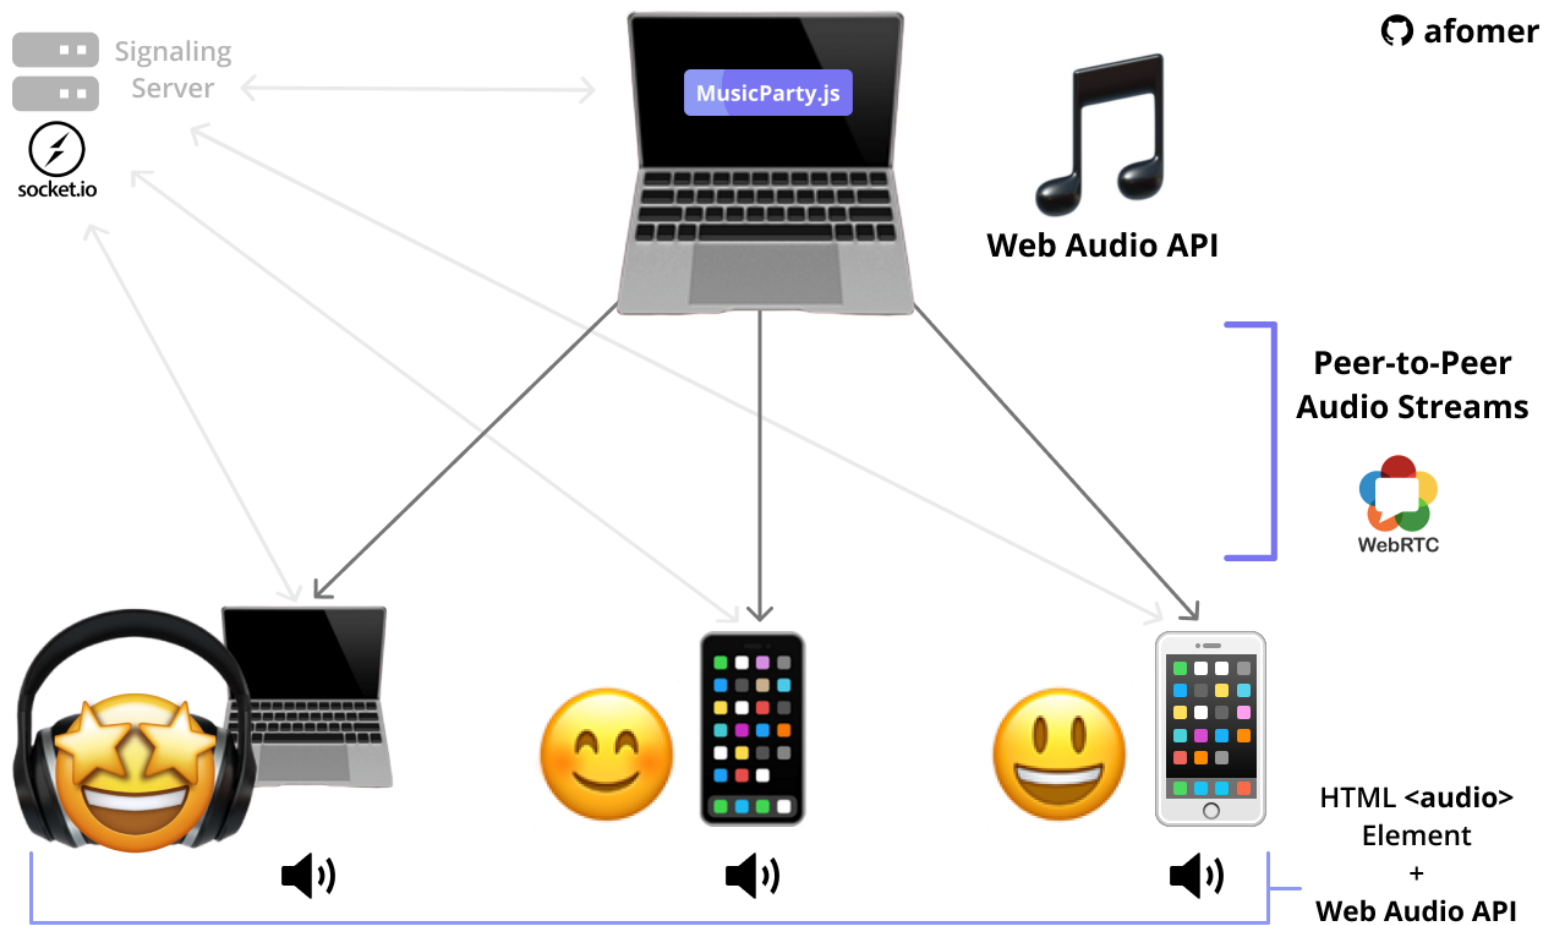 Signaling
Server
socket.io
MusicParty.js
afomer
Web Audio API
Peer-to-Peer
Audio Streams
WebRTC
HTML <audio>
Element
+
Web Audio API